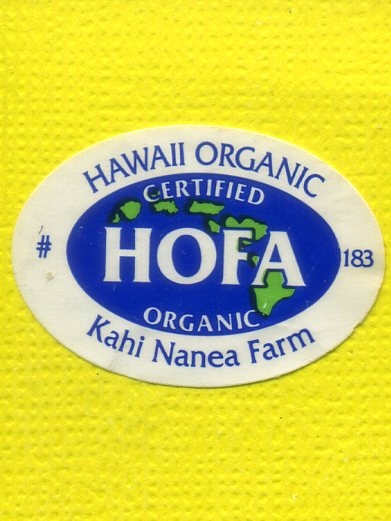 HAWAII ORGANIC
CERTIFIED
# HOFA 183
ORGANIC
Kahi Nanea Farm